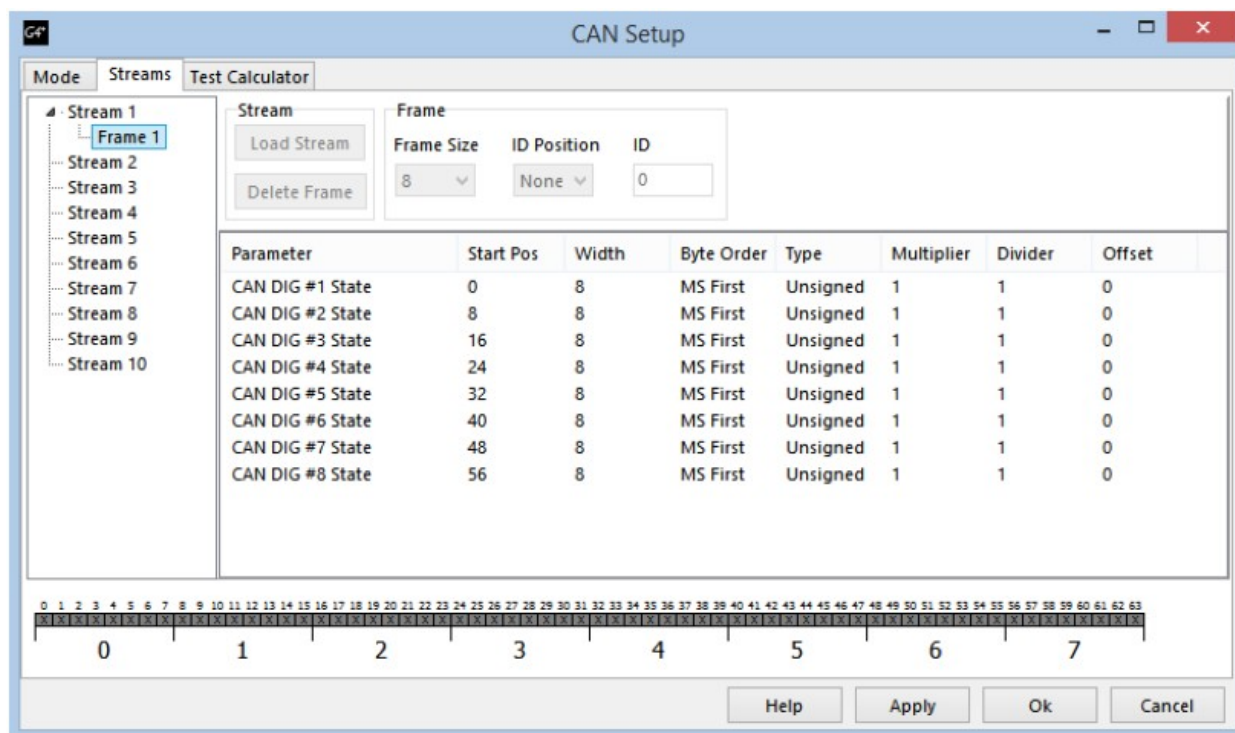 G4+ CAN Setup
Mode Streams Test Calculator
Stream 1
Frame 1
Stream 2
Stream 3
Stream 4
Stream 5
Stream 6
Stream 7
Stream 8
Stream 9
Stream 10
Stream
Load Stream
Delete Frame
Frame
Frame Size ID Position ID
8 None 0
Parameter Start Pos Width Byte Order Type Multiplier Divider Offset
CAN DIG #1 State 0 8 MS First Unsigned 1 1 0
CAN DIG #2 State 8 8 MS First Unsigned 1 1 0
CAN DIG #3 State 16 8 MS First Unsigned 1 1 0
CAN DIG #4 State 24 8 MS First Unsigned 1 1 0
CAN DIG #5 State 32 8 MS First Unsigned 1 1 0
CAN DIG #6 State 40 8 MS First Unsigned 1 1 0
CAN DIG #7 State 48 8 MS First Unsigned 1 1 0
CAN DIG #8 State 56 8 MS First Unsigned 1 1 0
0 1 2 3 4 5 6 7 8 9 10 11 12 13 14 15 16 17 18 19 20 21 22 23 24 25 26 27 28 29 30 31 32 33 34 35 36 37 38 39 40 41 42 43 44 45 46 47 48 49 50 51 52 53 54 55 56 57 58 59 60 61 62 63
X X X X X X X X X X X X X X X X X X X X X X X X X X X X X X X X X X X X X X X X X X X X X X X X X X X X X X X X X X X X X X X X
0 1 2 3 4 5 6 7
Help Apply Ok Cancel